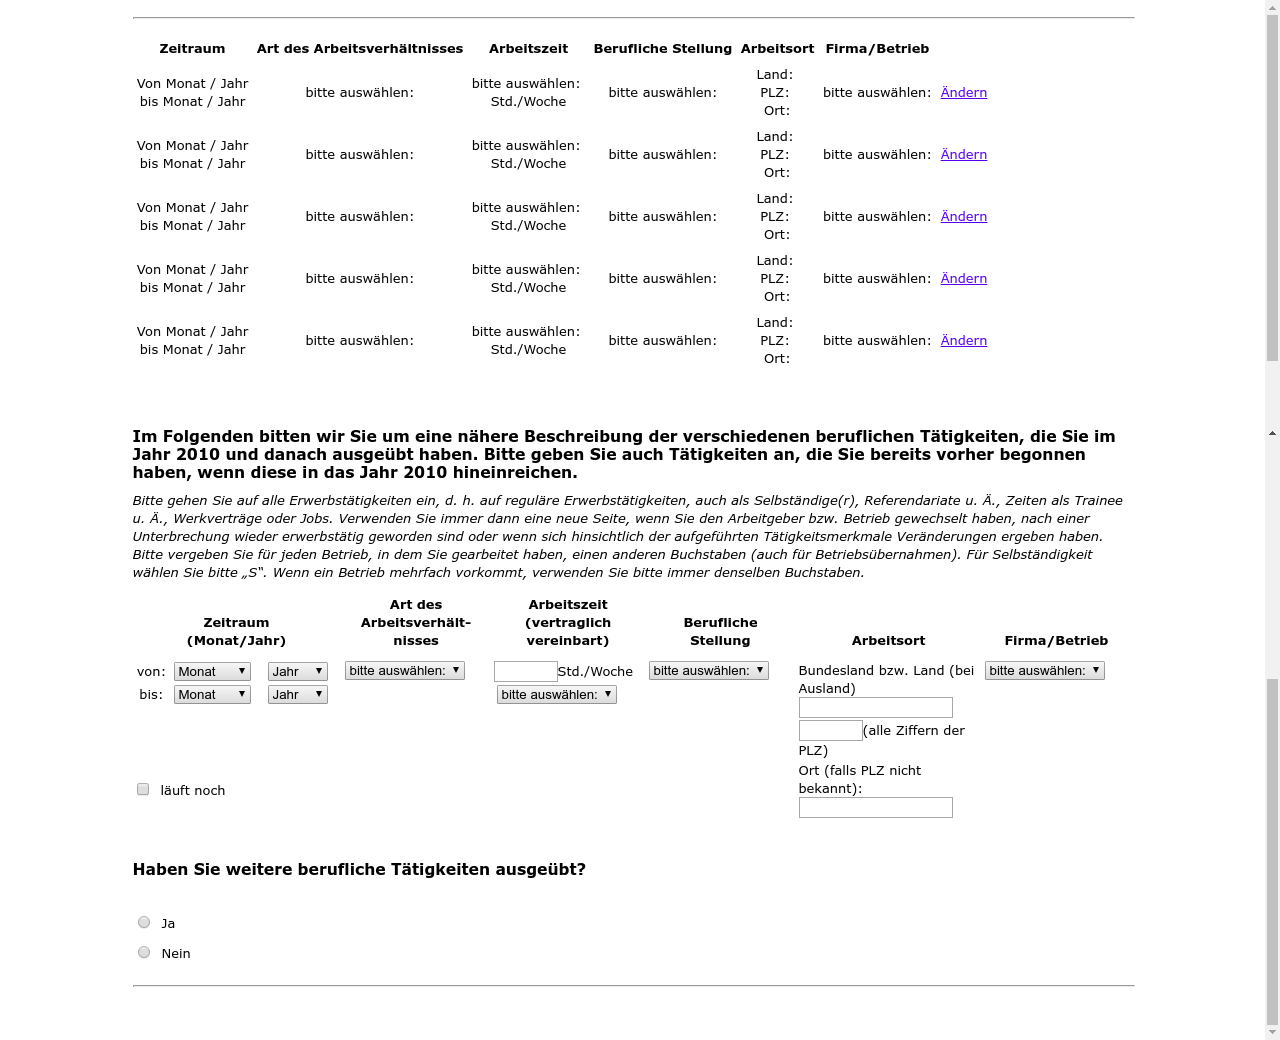 Zeitraum Art des Arbeitsverhältnisses Arbeitszeit Berufliche Stellung Arbeitsort Firma/Betrieb
Von Monat / Jahr
bis Monat / Jahr
bitte auswählen:
bitte auswählen:
Std./Woche
bitte auswählen:
Land:
PLZ:
Ort:
bitte auswählen:
Ändern
Von Monat / Jahr
bis Monat / Jahr
bitte auswählen:
bitte auswählen:
Std./Woche
bitte auswählen:
Land:
PLZ:
Ort:
bitte auswählen:
Ändern
Von Monat / Jahr
bis Monat / Jahr
bitte auswählen:
bitte auswählen:
Std./Woche
bitte auswählen:
Land:
PLZ:
Ort:
bitte auswählen:
Ändern
Von Monat / Jahr
bis Monat / Jahr
bitte auswählen:
bitte auswählen:
Std./Woche
bitte auswählen:
Land:
PLZ:
Ort:
bitte auswählen:
Ändern
Von Monat / Jahr
bis Monat / Jahr
bitte auswählen:
bitte auswählen:
Std./Woche
bitte auswählen:
Land:
PLZ:
Ort:
bitte auswählen:
Ändern
Im Folgenden bitten wir Sie um eine nähere Beschreibung der verschiedenen beruflichen Tätigkeiten, die Sie im
Jahr 2010 und danach ausgeübt haben. Bitte geben Sie auch Tätigkeiten an, die Sie bereits vorher begonnen
haben, wenn diese in das Jahr 2010 hineinreichen.
Bitte gehen Sie auf alle Erwerbstätigkeiten ein, d. h. auf reguläre Erwerbstätigkeiten, auch als Selbständige(r), Referendariate u. Ä., Zeiten als Trainee
u. Ä., Werkverträge oder Jobs. Verwenden Sie immer dann eine neue Seite, wenn Sie den Arbeitgeber bzw. Betrieb gewechselt haben, nach einer
Unterbrechung wieder erwerbstätig geworden sind oder wenn sich hinsichtlich der aufgeführten Tätigkeitsmerkmale Veränderungen ergeben haben.
Bitte vergeben Sie für jeden Betrieb, in dem Sie gearbeitet haben, einen anderen Buchstaben (auch für Betriebsübernahmen). Für Selbständigkeit
wählen Sie bitte „S“. Wenn ein Betrieb mehrfach vorkommt, verwenden Sie bitte immer denselben Buchstaben.
Zeitraum
(Monat/Jahr)
Art des
Arbeitsverhält-
nisses
Arbeitszeit
(vertraglich
vereinbart)
Berufliche
Stellung
Arbeitsort
Firma/Betrieb
von: Monat Jahr
bis: Monat Jahr
bitte auswählen:
Std./Woche
bitte auswählen:
bitte auswählen:
Bundesland bzw. Land (bei
Ausland)
(alle Ziffern der
PLZ)
Ort (falls PLZ nicht
bekannt):
bitte auswählen:
läuft noch
Haben Sie weitere berufliche Tätigkeiten ausgeübt?
Ja
Nein